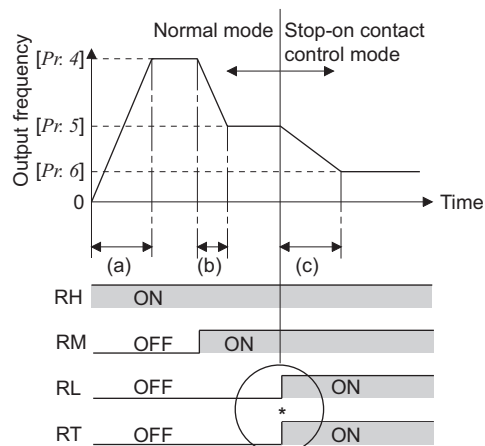 Normal mode
Stop-on contact
control mode
Output frequency
[Pr. 4]
[Pr. 5]
[Pr. 6]
0
Time
(a)
(b)
(c)
RH ON
RM OFF ON
RL OFF ON
*
RT OFF ON